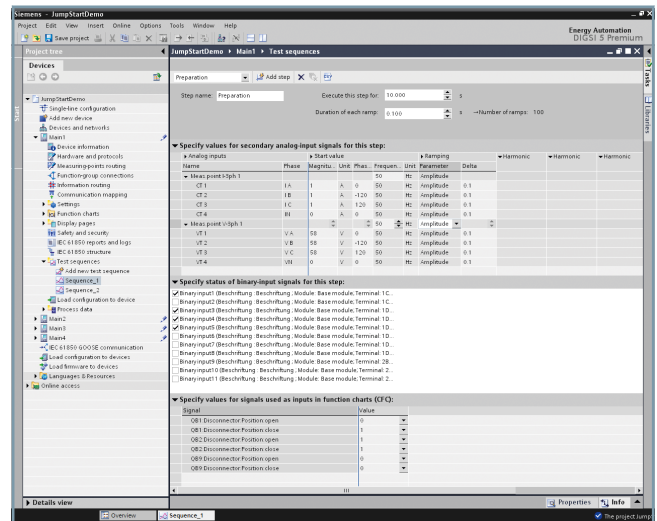 Siemens - JumpStartDemo
Project Edit View Insert Online Options Tools Window Help
Energy Automation
DIGSI 5 Premium
Save project
Project tree
JumpStartDemo Main1 Test sequences
Devices
Start
Tasks
Libraries
Preparation Add step
Step name: Preparation Execute this step for: 10.000 s
Duration of each ramp: 0.100 s Number of ramps: 100
JumpStartDemo
Single-line configuration
Add new device
Devices and networks
Main1
Device information
Hardware and protocols
Measuring-points routing
Function-group connections
Information routing
Communication mapping
Settings
Function charts
Display pages
Safety and security
IEC 61850 reports and logs
IEC 61850 structure
Test sequences
Add new test sequence
Sequence_1
Sequence_2
Load configuration to device
Process data
Main2
Main3
Main4
IEC 61850 GOOSE communication
Load configuration to devices
Load firmware to devices
Languages & Resources
Online access
Specify values for secondary analog-input signals for this step:
Analog inputs Start value Ramping Harmonic Harmonic Harmonic
Name Phase Magnitu... Unit Phas... Frequen... Unit Parameter Delta
Meas.point I-3ph 1 50 Hz Amplitude
CT 1 I A 1 A 0 50 Hz Amplitude 0.1
CT 2 I B 1 A -120 50 Hz Amplitude 0.1
CT 3 I C 1 A 120 50 Hz Amplitude 0.1
CT 4 IN 0 A 0 50 Hz Amplitude 0.1
Meas.point V-3ph 1 50 Hz Amplitude
VT 1 V A 58 V 0 50 Hz Amplitude 0.1
VT 2 V B 58 V -120 50 Hz Amplitude 0.1
VT 3 V C 58 V 120 50 Hz Amplitude 0.1
VT 4 VN 0 V 0 50 Hz Amplitude 0.1
Specify status of binary-input signals for this step:
Binary input1 (Beschriftung : Beschriftung ; Module: Base module; Terminal: 1C...
Binary input2 (Beschriftung : Beschriftung ; Module: Base module; Terminal: 1C...
Binary input3 (Beschriftung : Beschriftung ; Module: Base module; Terminal: 1D...
Binary input4 (Beschriftung : Beschriftung ; Module: Base module; Terminal: 1D...
Binary input5 (Beschriftung : Beschriftung ; Module: Base module; Terminal: 1D...
Binary input6 (Beschriftung : Beschriftung ; Module: Base module; Terminal: 1D...
Binary input7 (Beschriftung : Beschriftung ; Module: Base module; Terminal: 1D...
Binary input8 (Beschriftung : Beschriftung ; Module: Base module; Terminal: 1D...
Binary input9 (Beschriftung : Beschriftung ; Module: Base module; Terminal: 2B...
Binary input10 (Beschriftung : Beschriftung ; Module: Base module; Terminal: 2...
Binary input11 (Beschriftung : Beschriftung ; Module: Base module; Terminal: 2...
Specify values for signals used as inputs in function charts (CFC):
Signal Value
QB1:Disconnector:Position:open 0
QB1:Disconnector:Position:close 1
QB2:Disconnector:Position:open 1
QB2:Disconnector:Position:close 1
QB9:Disconnector:Position:open 0
QB9:Disconnector:Position:close 0
Details view
Properties Info
Overview Sequence_1 The project Jump